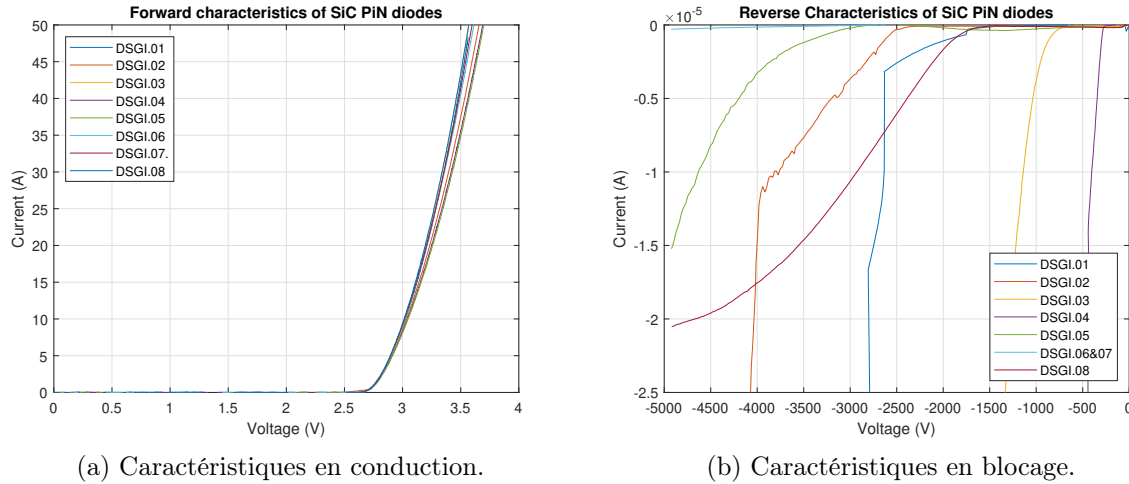 Forward characteristics of SiC PiN diodes
50
45
40
35
30
25
20
15
10
5
0
Current (A)
DSGI.01
DSGI.02
DSGI.03
DSGI.04
DSGI.05
DSGI.06
DSGI.07.
DSGI.08
0 0.5 1 1.5 2 2.5 3 3.5 4
Voltage (V)
(a) Caractéristiques en conduction.
× 10⁻⁵ Reverse Characteristics of SiC PiN diodes
0
-0.5
-1
-1.5
-2
-2.5
Current (A)
DSGI.01
DSGI.02
DSGI.03
DSGI.04
DSGI.05
DSGI.06&07
DSGI.08
-5000 -4500 -4000 -3500 -3000 -2500 -2000 -1500 -1000 -500 0
Voltage (V)
(b) Caractéristiques en blocage.